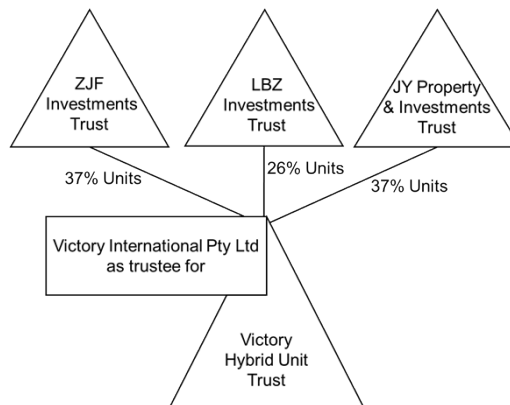 ZJF
Investments
Trust
LBZ
Investments
Trust
JY Property
& Investments
Trust
37% Units
26% Units
37% Units
Victory International Pty Ltd
as trustee for
Victory
Hybrid Unit
Trust